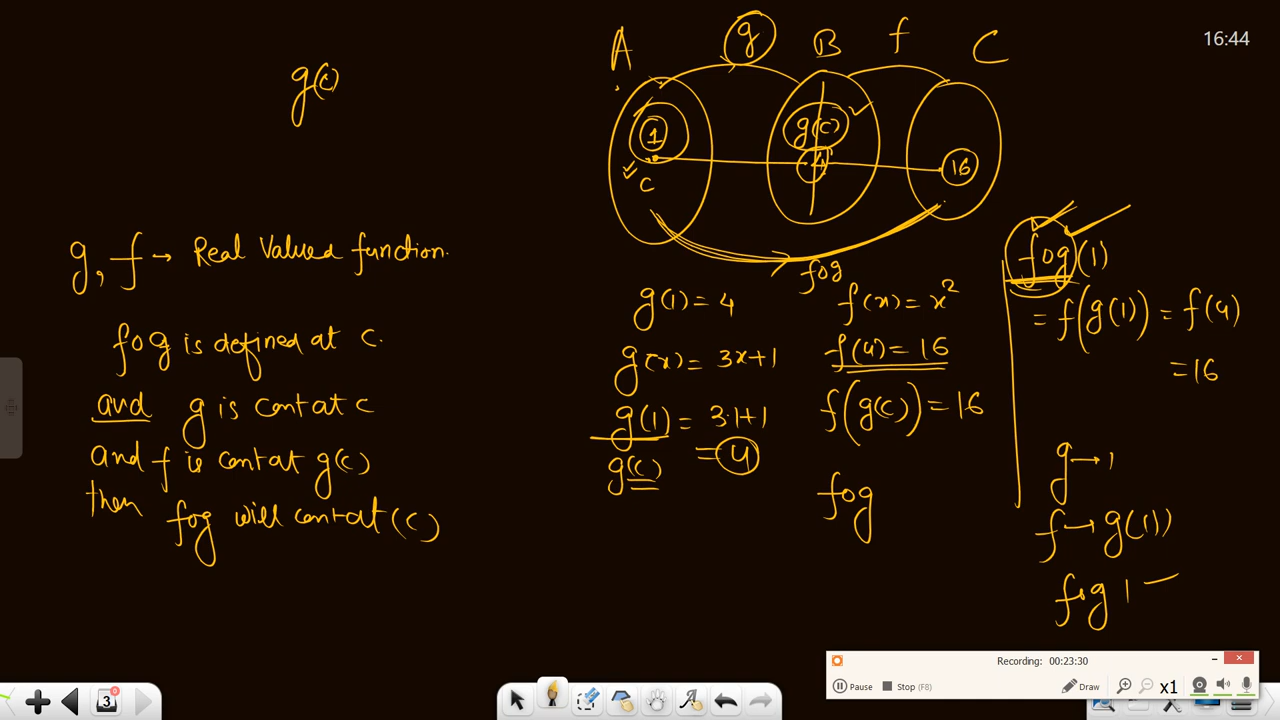 16:44
g(c)
A g B f C
1 g(c)
4 16
c
fog
g, f → Real Valued function.
fog is defined at c.
and g is cont at c
and f is cont at g(c)
then fog will cont at (c)
g(1) = 4
g(x) = 3x+1
g(1) = 3·1+1
= 4
g(c)
f(x) = x²
f(4) = 16
f(g(c)) = 16
fog
fog(1)
= f(g(1)) = f(4)
= 16
g → 1
f → g(1))
fog 1 —
Recording: 00:23:30
Pause Stop (F8) Draw x1
3 0